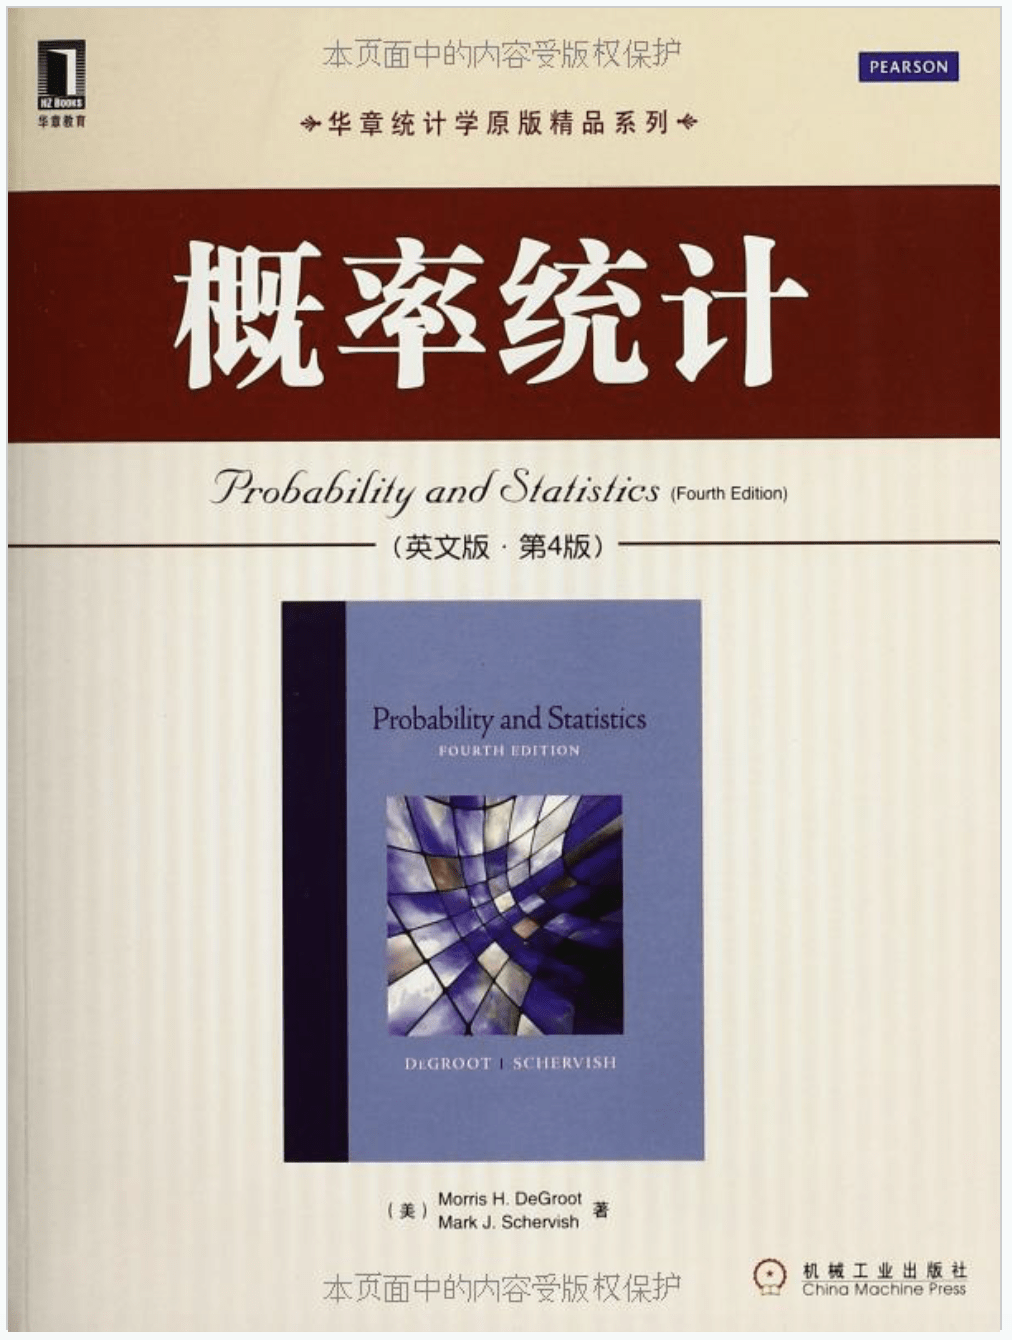 本页面中的内容受版权保护
HZ BOOKS
华章教育
PEARSON
华章统计学原版精品系列
概率统计
Probability and Statistics (Fourth Edition)
（英文版·第4版）
Probability and Statistics
FOURTH EDITION
DEGROOT | SCHERVISH
（美） Morris H. DeGroot
Mark J. Schervish 著
机械工业出版社
China Machine Press
本页面中的内容受版权保护